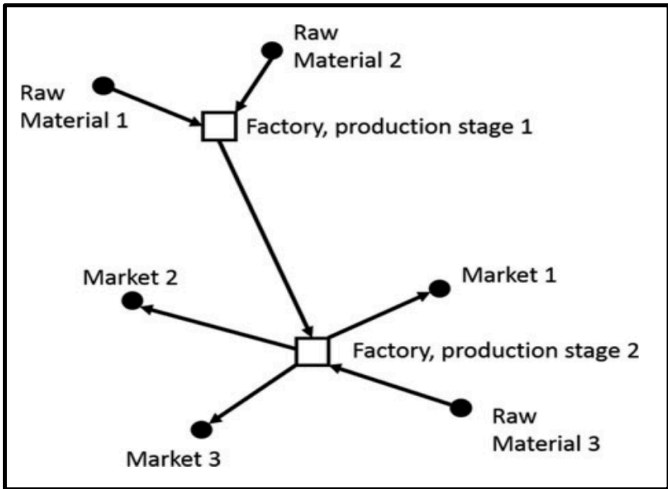 Raw
Material 2
Raw
Material 1
Factory, production stage 1
Market 2
Market 1
Factory, production stage 2
Raw
Material 3
Market 3